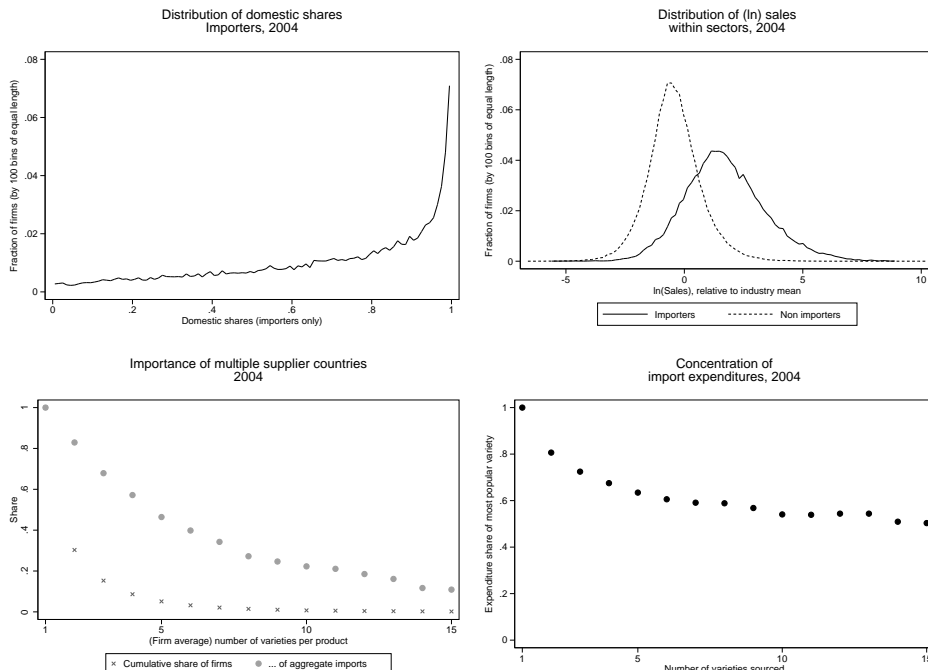 Distribution of domestic shares
Importers, 2004
Fraction of firms (by 100 bins of equal length)
.08
.06
.04
.02
0
0 .2 .4 .6 .8 1
Domestic shares (importers only)
Distribution of (ln) sales
within sectors, 2004
Fraction of firms (by 100 bins of equal length)
.08
.06
.04
.02
0
-5 0 5 10
ln(Sales), relative to industry mean
Importers Non importers
Importance of multiple supplier countries
2004
Share
1
.8
.6
.4
.2
0
1 5 10 15
(Firm average) number of varieties per product
Cumulative share of firms ... of aggregate imports
Concentration of
import expenditures, 2004
Expenditure share of most popular variety
1
.8
.6
.4
.2
0
1 5 10 15
Number of varieties sourced